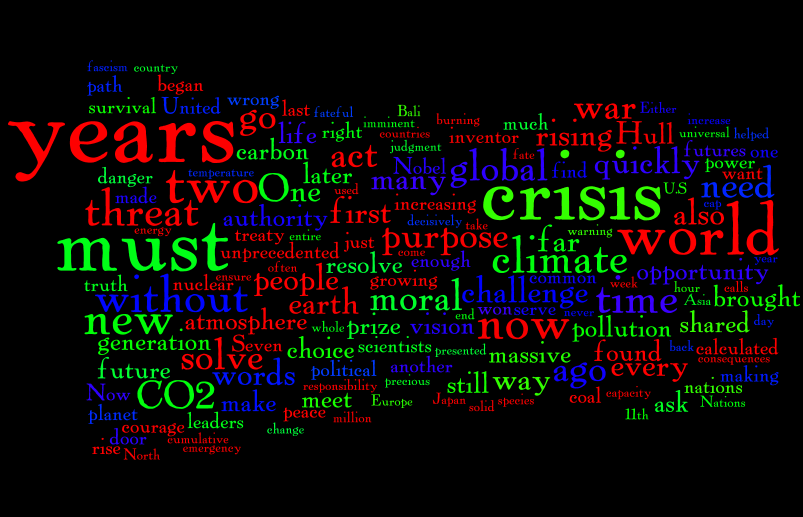 fascism country
path began
survival United wrong last fateful Bali war Either increase
years go life right imminent burning much rising Hull universal helped
carbon act judgment countries inventor fate quickly futures one
danger temperature later Nobel global find power want
made two One used many crisis U.S need cap
threat authority first increasing decisively take also world
energy treaty entire just purpose come far warning
must unprecedented resolve enough climate year
truth nuclear often ensure people growing common opportunity week hour calls
without earth moral challenge time Asia brought
new atmosphere whole prize vision end won serve never now pollution shared day
generation Seven choice scientists presented massive found back calculated
solve consequences
future words political another ago every making
Now CO2 responsibility precious still way nations
planet make meet Europe Japan solid species coal capacity ask Nations
courage leaders peace million 11th
door cumulative change
rise North emergency